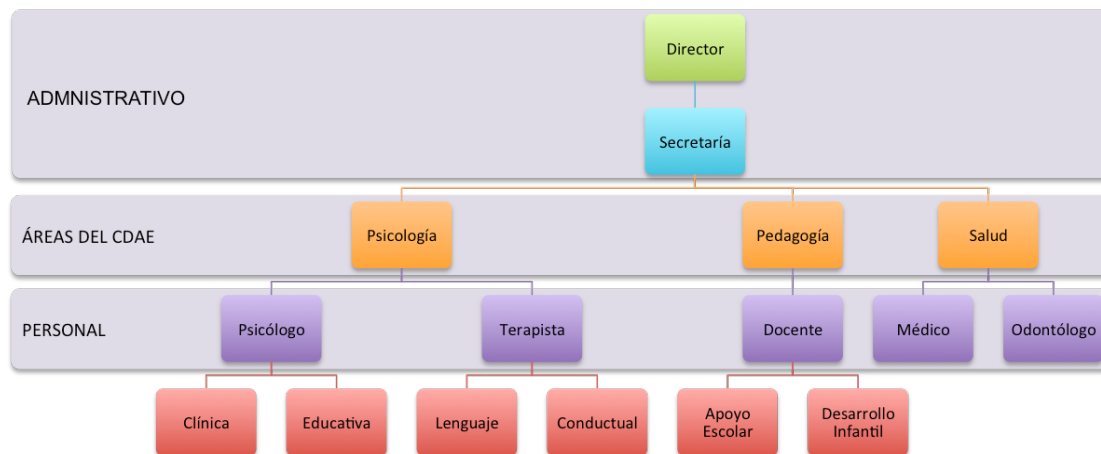 Director
ADMNISTRATIVO
Secretaría
ÁREAS DEL CDAE
Psicología
Pedagogía
Salud
PERSONAL
Psicólogo
Terapista
Docente
Médico
Odontólogo
Clínica
Educativa
Lenguaje
Conductual
Apoyo
Escolar
Desarrollo
Infantil